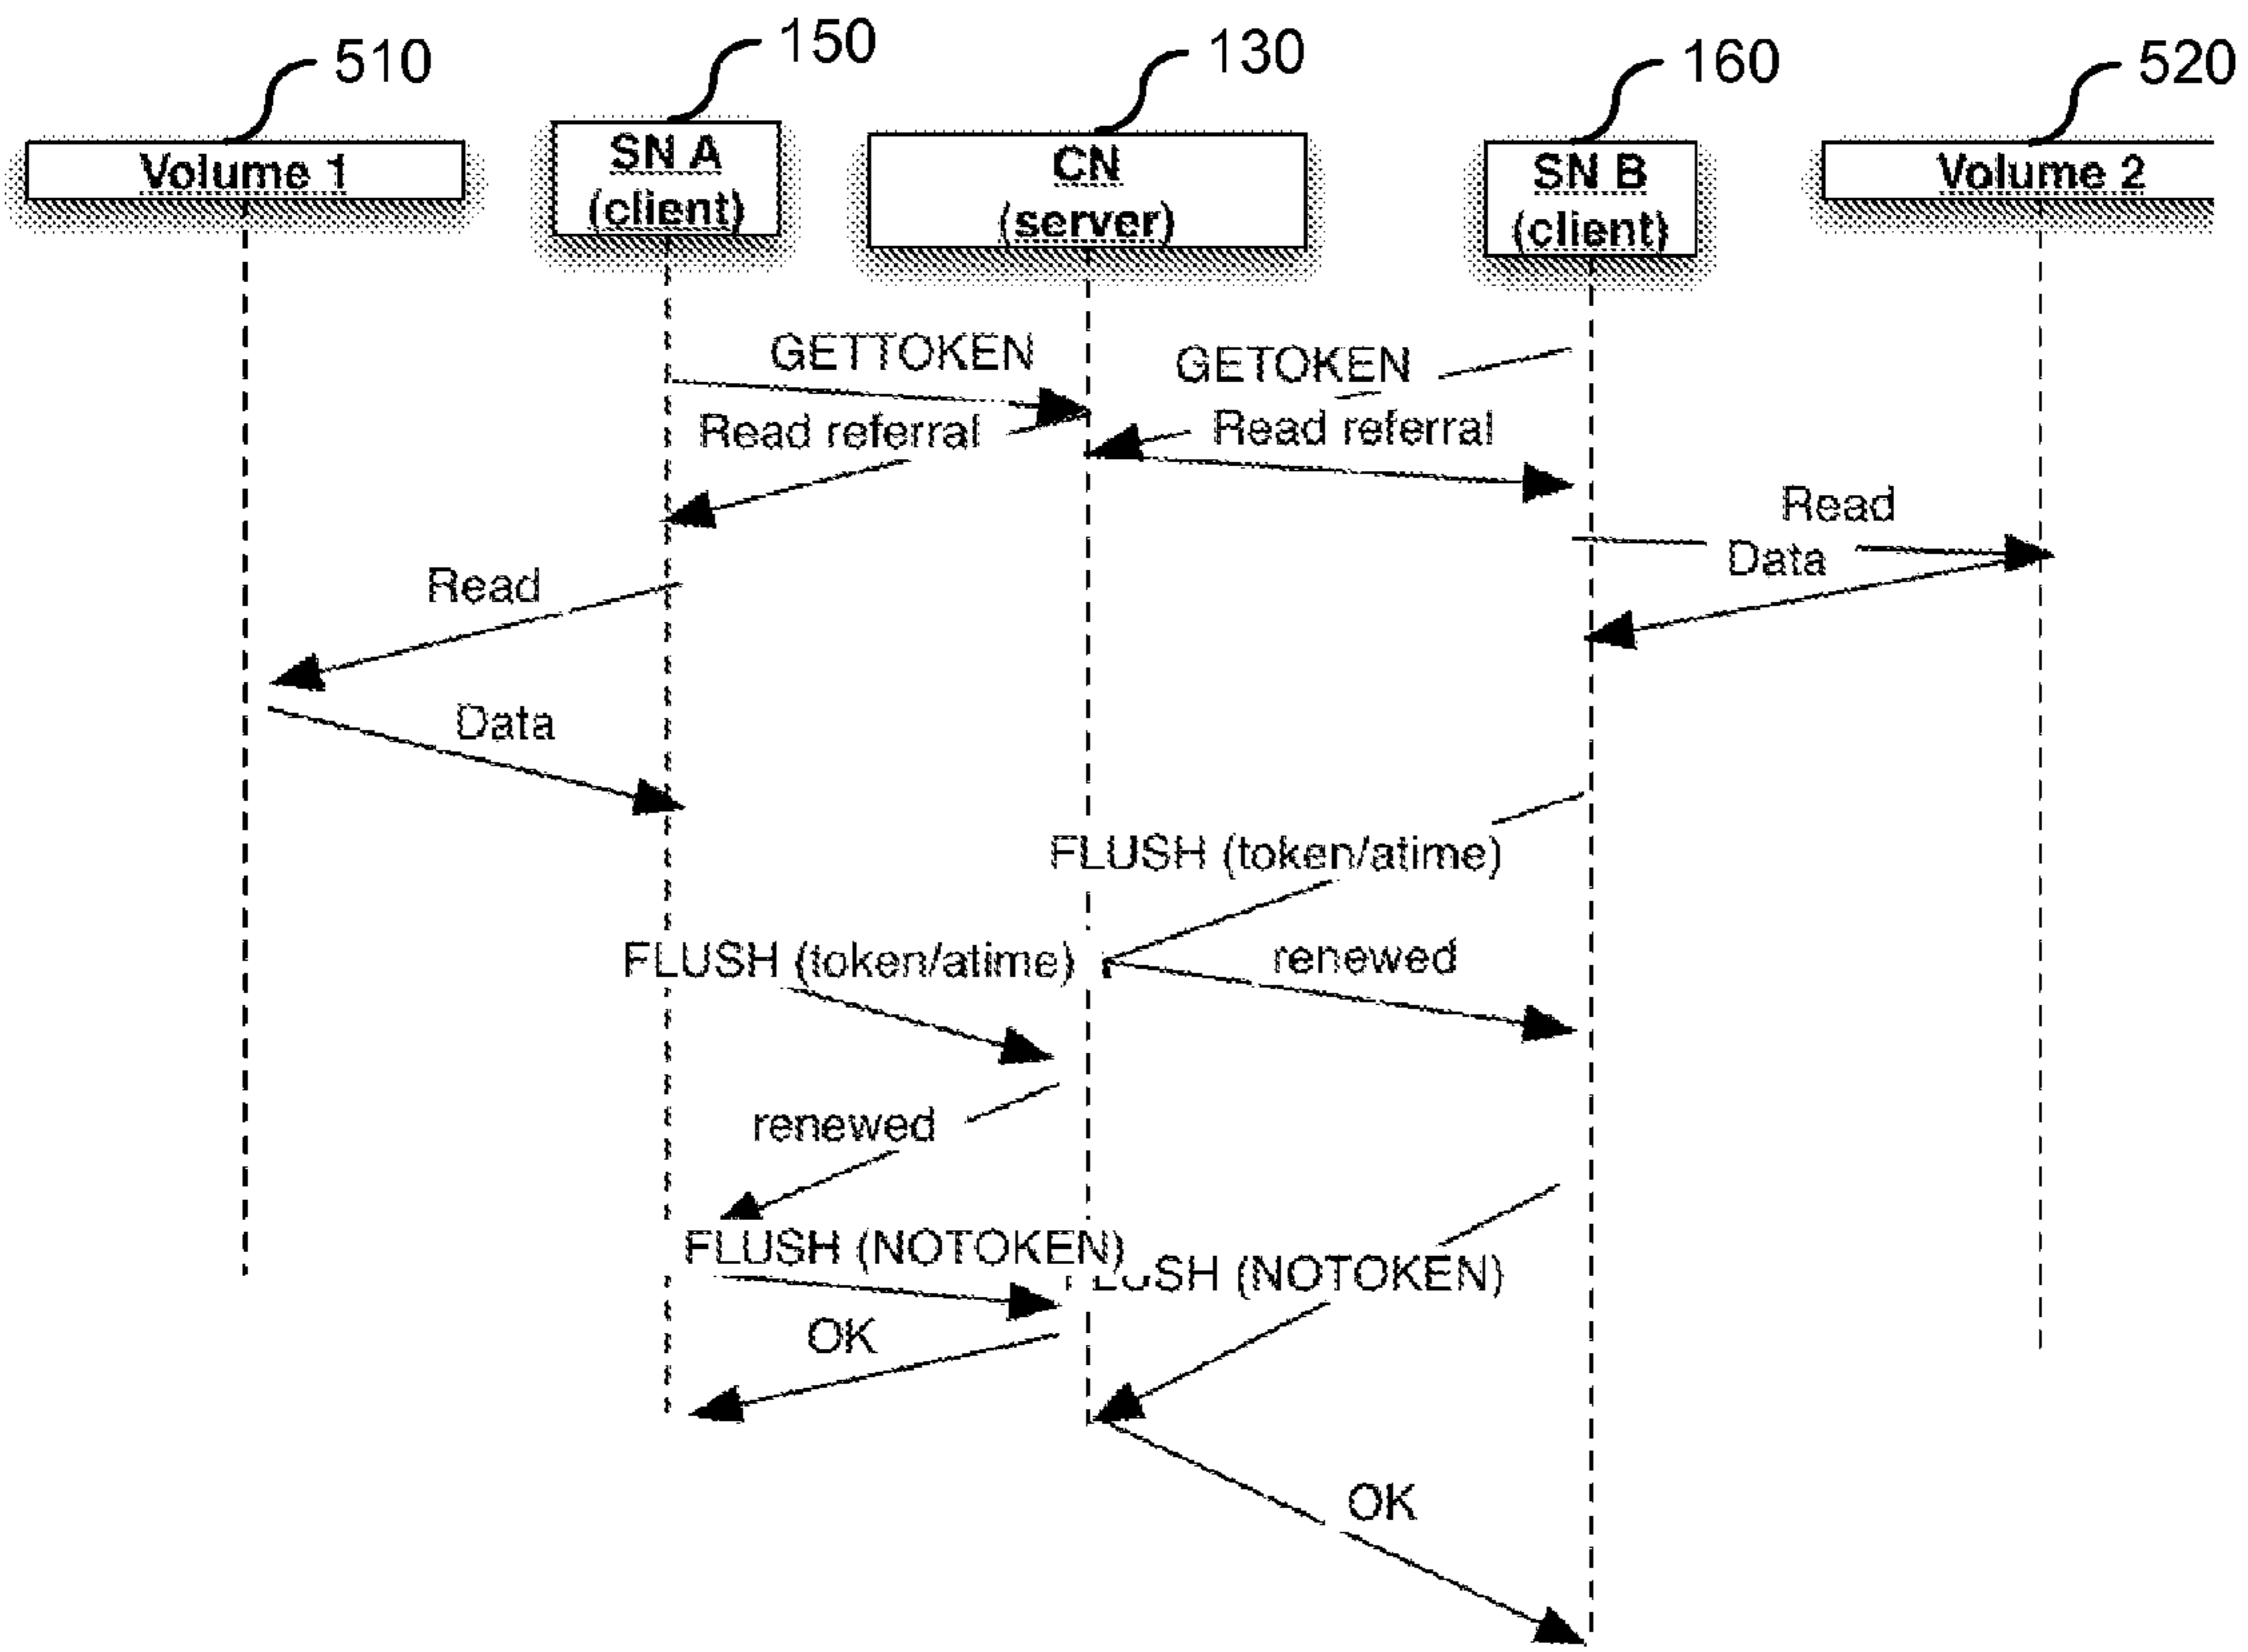 510
150
130
160
520
Volume 1
SN A
(client)
CN
(server)
SN B
(client)
Volume 2
GETTOKEN
GETOKEN
Read referral
Read referral
Read
Data
Read
Data
FLUSH (token/atime)
FLUSH (token/atime)
renewed
renewed
FLUSH (NOTOKEN)
FLUSH (NOTOKEN)
OK
OK